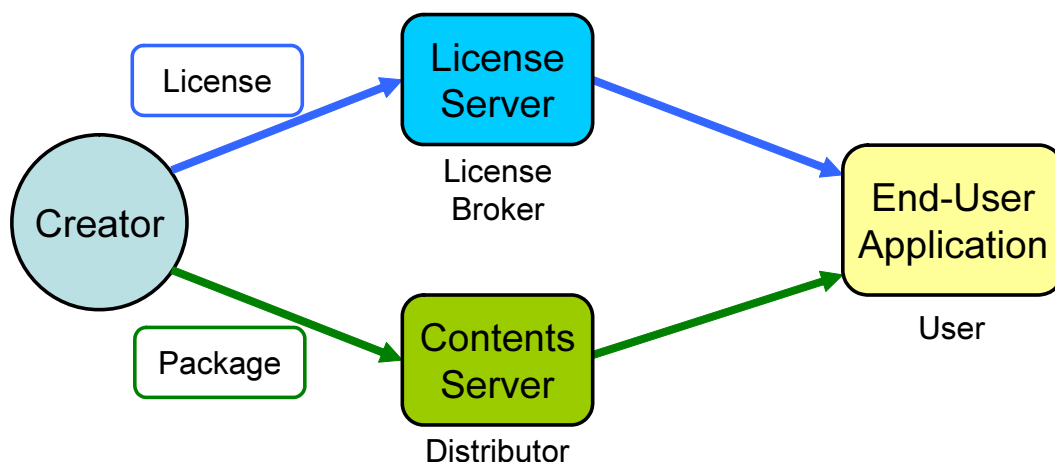 License
License
Server
License
Broker
Creator
End-User
Application
User
Package
Contents
Server
Distributor